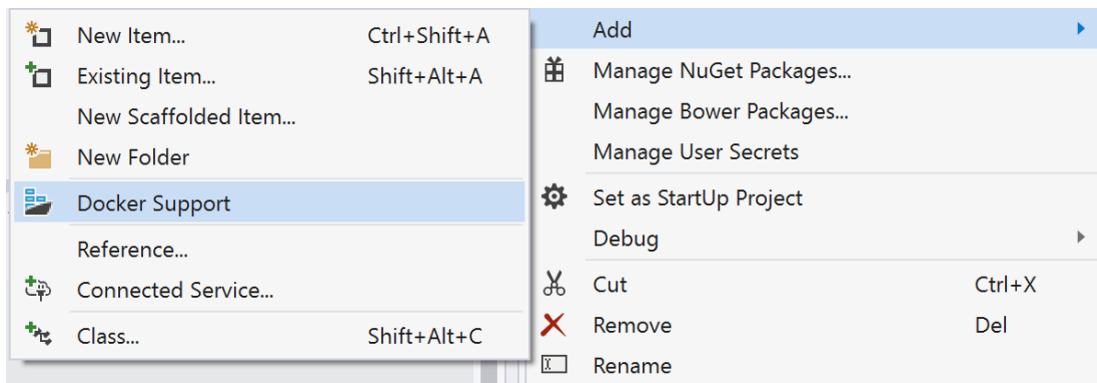 New Item... Ctrl+Shift+A
Existing Item... Shift+Alt+A
New Scaffolded Item...
New Folder
Docker Support
Reference...
Connected Service...
Class... Shift+Alt+C
Add
Manage NuGet Packages...
Manage Bower Packages...
Manage User Secrets
Set as StartUp Project
Debug
Cut Ctrl+X
Remove Del
Rename